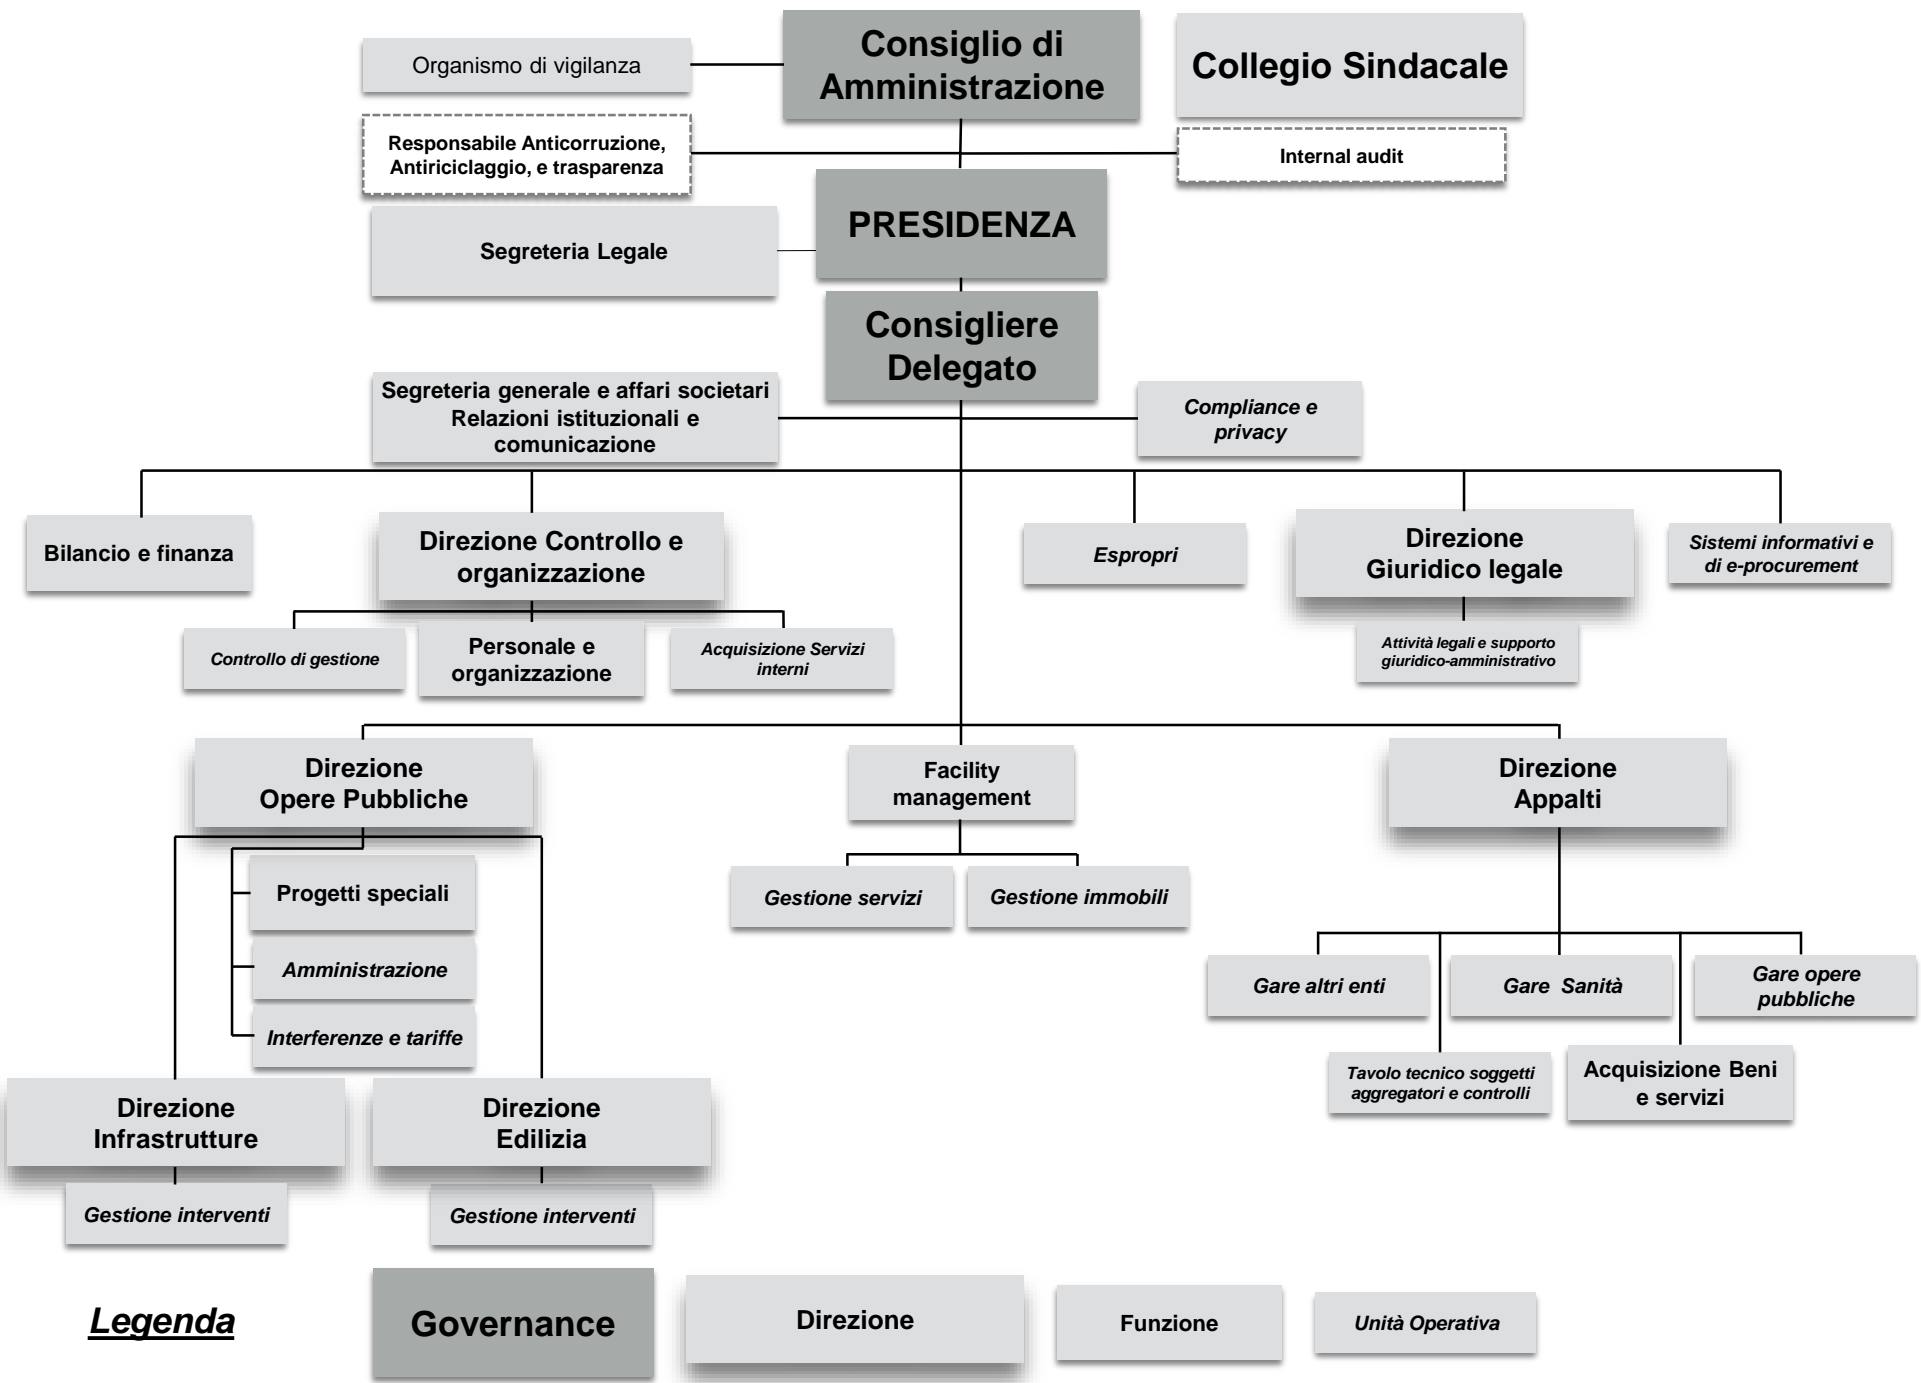 Consiglio di
Amministrazione
Organismo di vigilanza
Collegio Sindacale
Responsabile Anticorruzione,
Antiriciclaggio, e trasparenza
Internal audit
PRESIDENZA
Segreteria Legale
Consigliere
Delegato
Segreteria generale e affari societari
Relazioni istituzionali e
comunicazione
Compliance e
privacy
Bilancio e finanza
Direzione Controllo e
organizzazione
Espropri
Direzione
Giuridico legale
Sistemi informativi e
di e-procurement
Controllo di gestione
Personale e
organizzazione
Acquisizione Servizi
interni
Attività legali e supporto
giuridico-amministrativo
Direzione
Opere Pubbliche
Facility
management
Direzione
Appalti
Progetti speciali
Amministrazione
Interferenze e tariffe
Gestione servizi
Gestione immobili
Gare altri enti
Gare Sanità
Gare opere
pubbliche
Tavolo tecnico soggetti
aggregatori e controlli
Acquisizione Beni
e servizi
Direzione
Infrastrutture
Direzione
Edilizia
Gestione interventi
Gestione interventi
Legenda
Governance
Direzione
Funzione
Unità Operativa